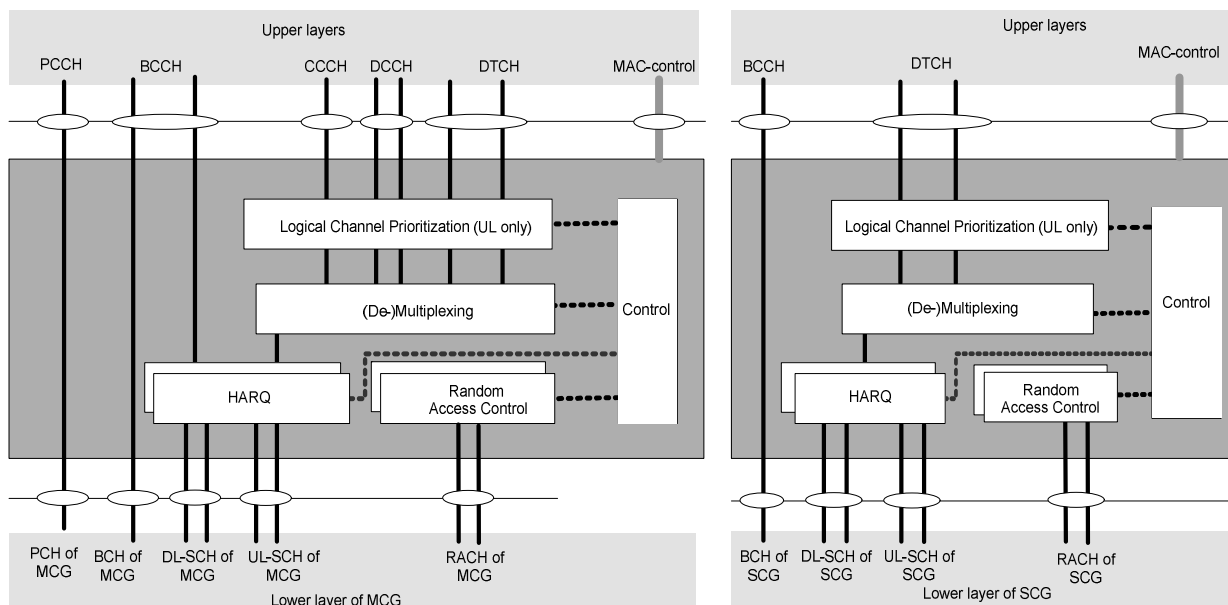 Upper layers
PCCH BCCH CCCH DCCH DTCH MAC-control
Logical Channel Prioritization (UL only)
(De-)Multiplexing
Control
HARQ
Random
Access Control
PCH of
MCG
BCH of
MCG
DL-SCH of
MCG
UL-SCH of
MCG
RACH of
MCG
Lower layer of MCG
Upper layers
BCCH DTCH MAC-control
Logical Channel Prioritization (UL only)
(De-)Multiplexing
Control
HARQ
Random
Access Control
BCH of
SCG
DL-SCH of
SCG
UL-SCH of
SCG
RACH of
SCG
Lower layer of SCG